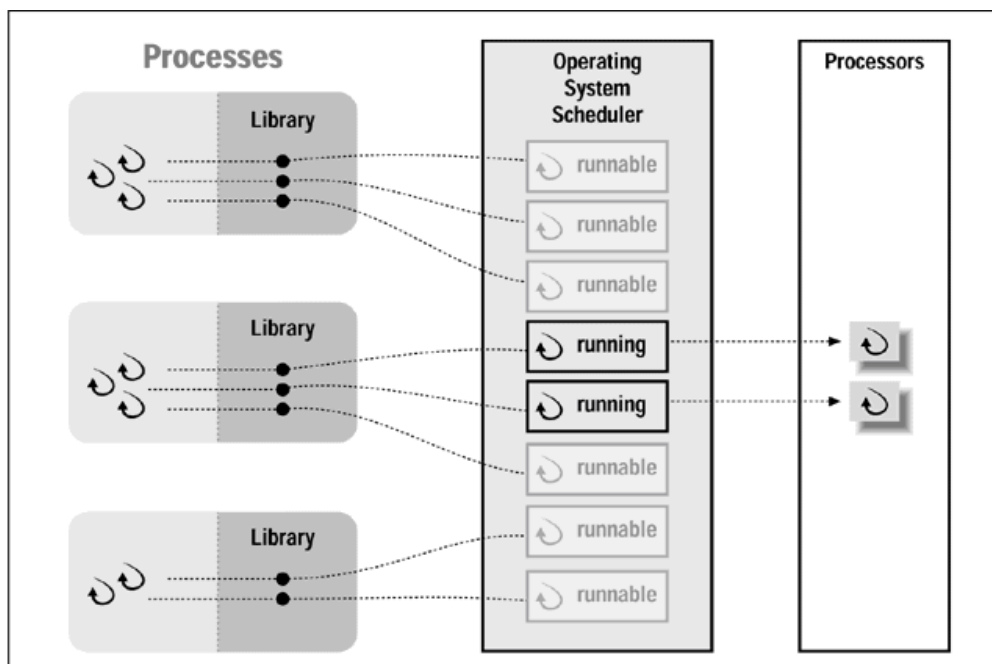 Processes
Operating
System
Scheduler
Processors
Library
runnable
runnable
runnable
Library
running
running
runnable
Library
runnable
runnable